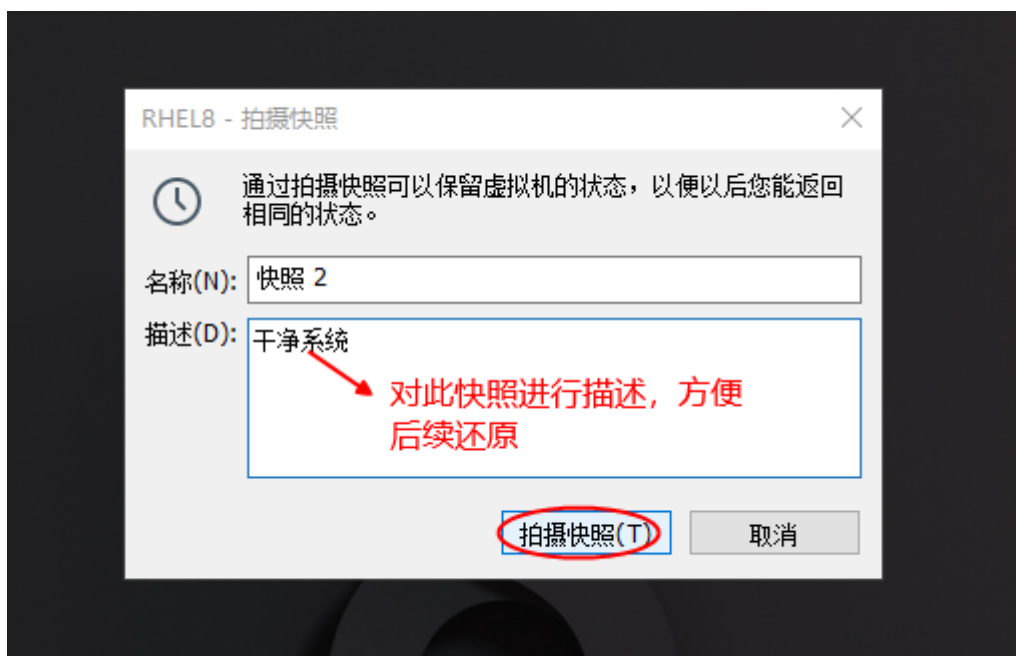 RHEL8 - 拍摄快照
通过拍摄快照可以保留虚拟机的状态，以便以后您能返回
相同的状态。
名称(N): 快照 2
描述(D): 干净系统
对此快照进行描述，方便
后续还原
拍摄快照(T) 取消